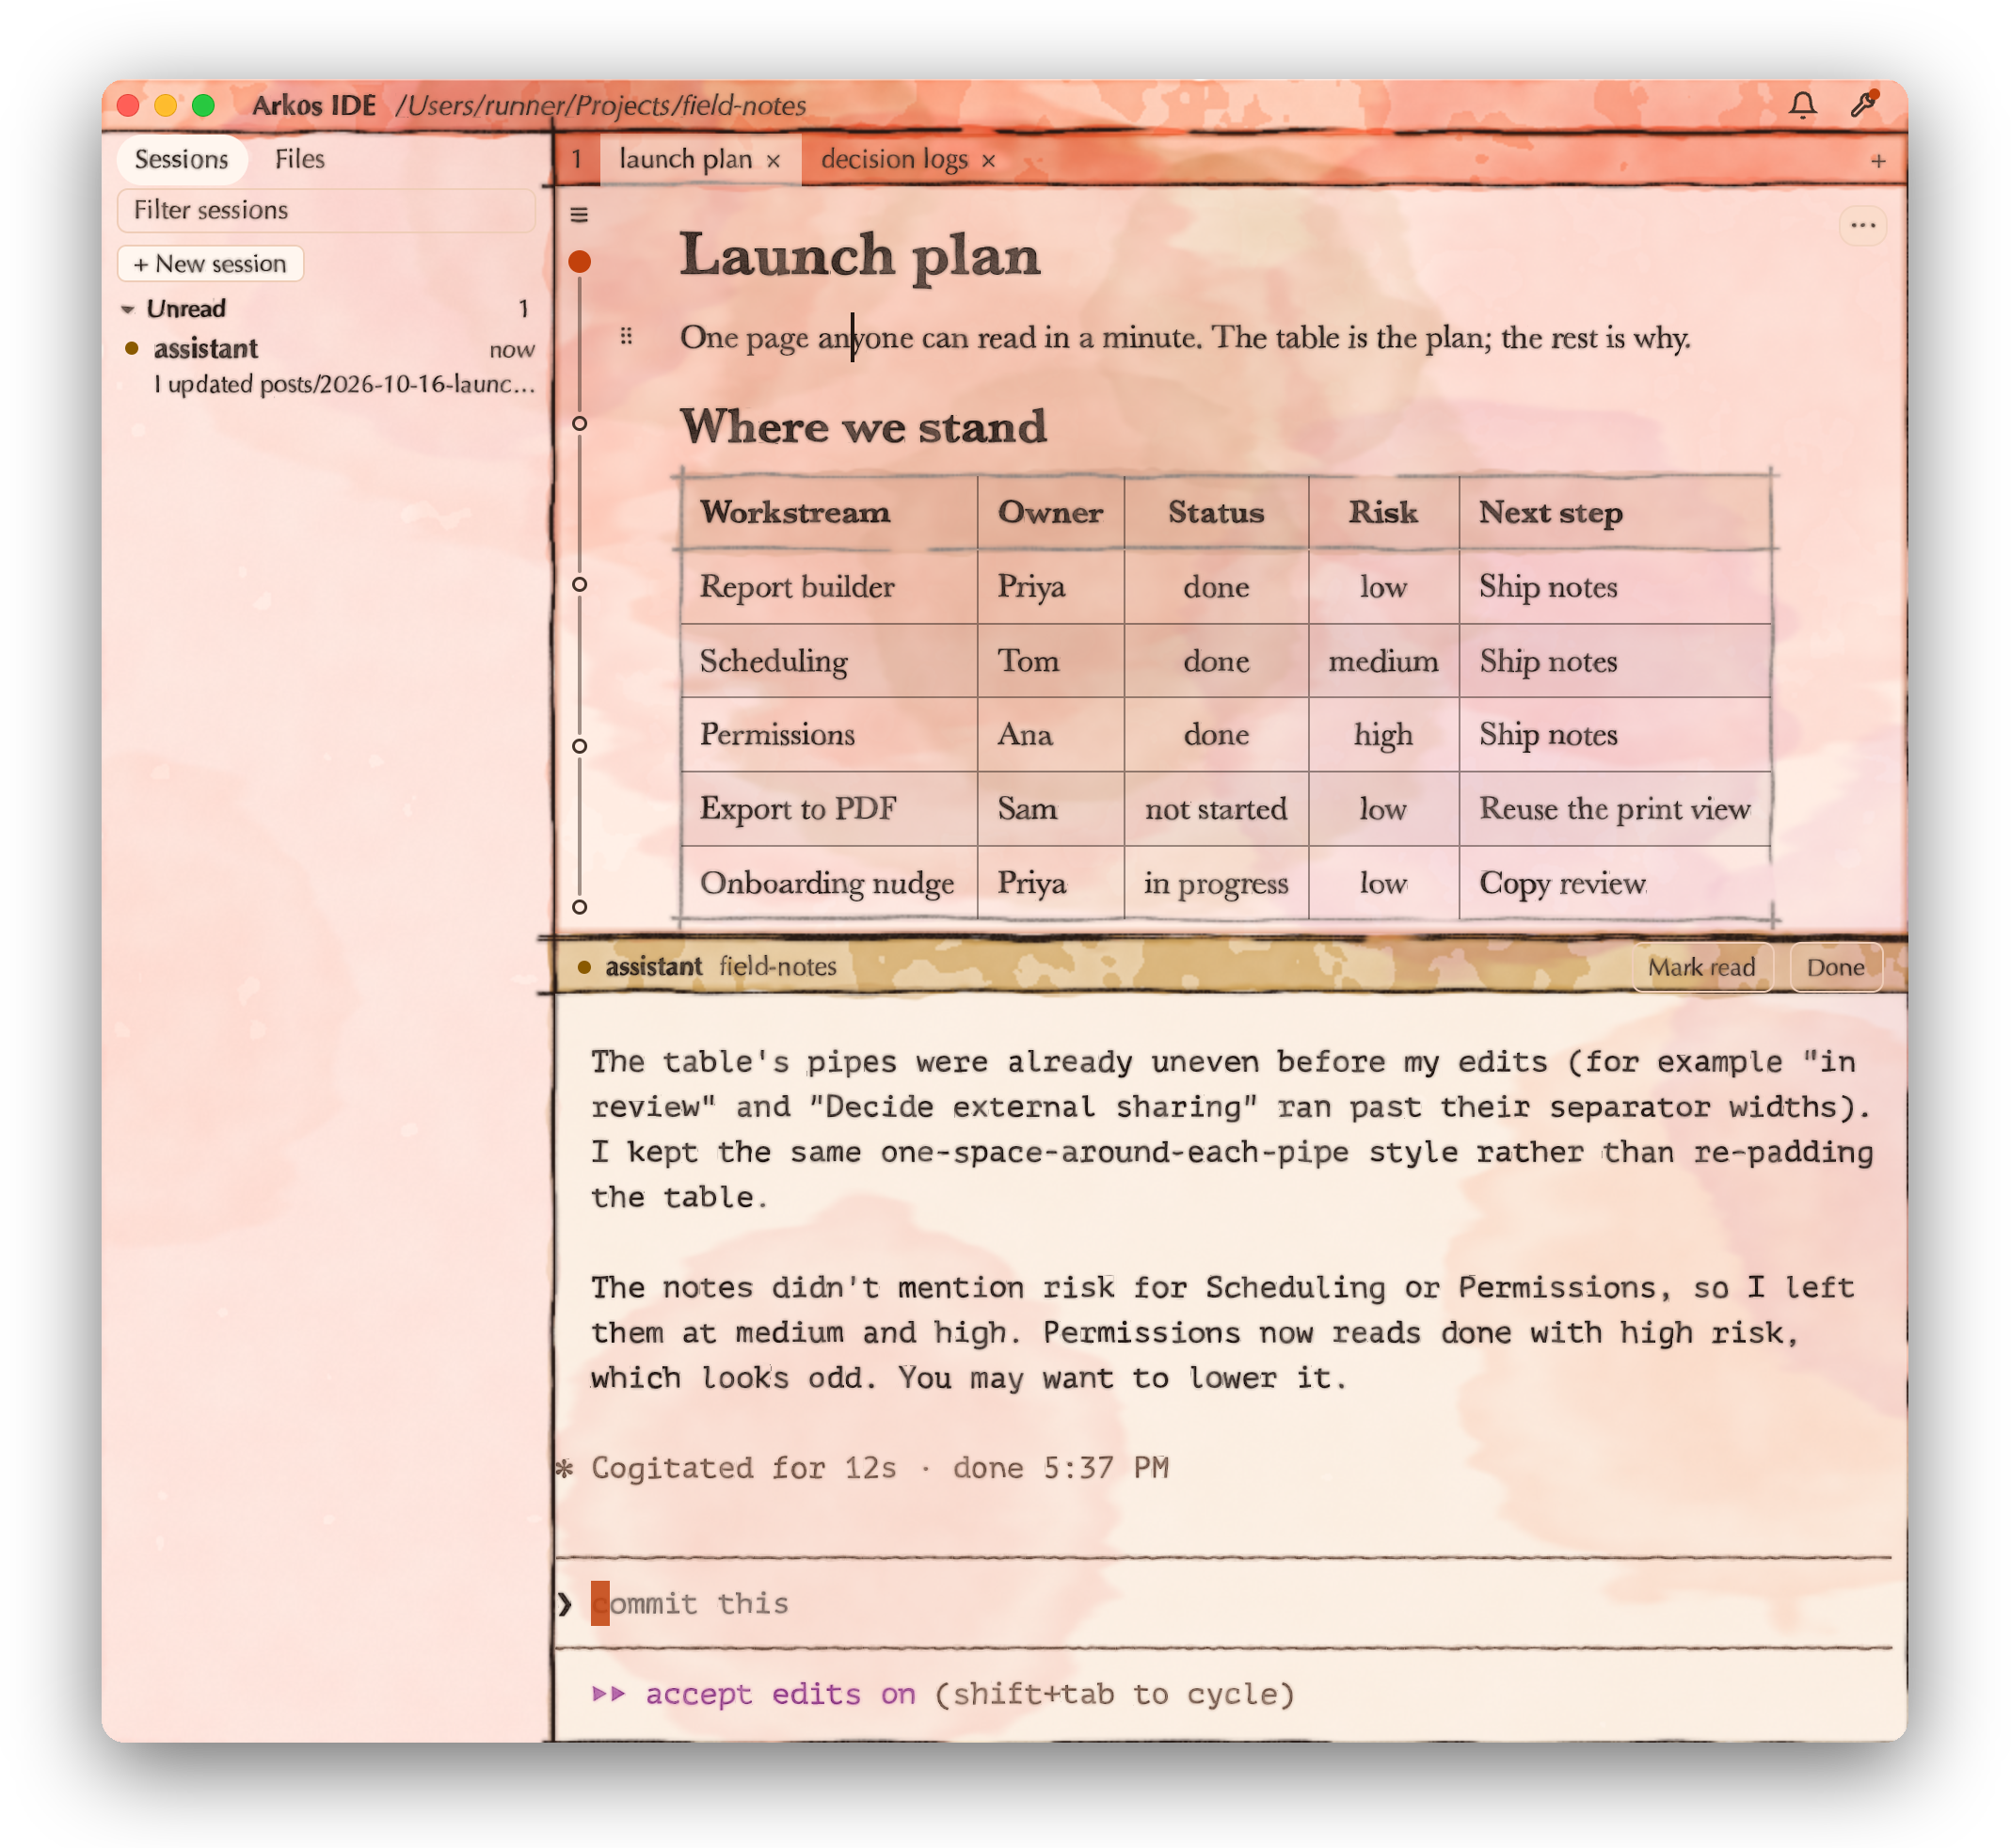 Arkos IDE /Users/runner/Projects/field-notes
Sessions Files
Filter sessions
+ New session
Unread 1
assistant now
I updated posts/2026-10-16-launc...
1 launch plan × decision logs × +
Launch plan
One page anyone can read in a minute. The table is the plan; the rest is why.
Where we stand
Workstream Owner Status Risk Next step
Report builder Priya done low Ship notes
Scheduling Tom done medium Ship notes
Permissions Ana done high Ship notes
Export to PDF Sam not started low Reuse the print view
Onboarding nudge Priya in progress low Copy review
assistant field-notes Mark read Done
The table's pipes were already uneven before my edits (for example "in
review" and "Decide external sharing" ran past their separator widths).
I kept the same one-space-around-each-pipe style rather than re-padding
the table.
The notes didn't mention risk for Scheduling or Permissions, so I left
them at medium and high. Permissions now reads done with high risk,
which looks odd. You may want to lower it.
✻ Cogitated for 12s · done 5:37 PM
❯ commit this
▸▸ accept edits on (shift+tab to cycle)